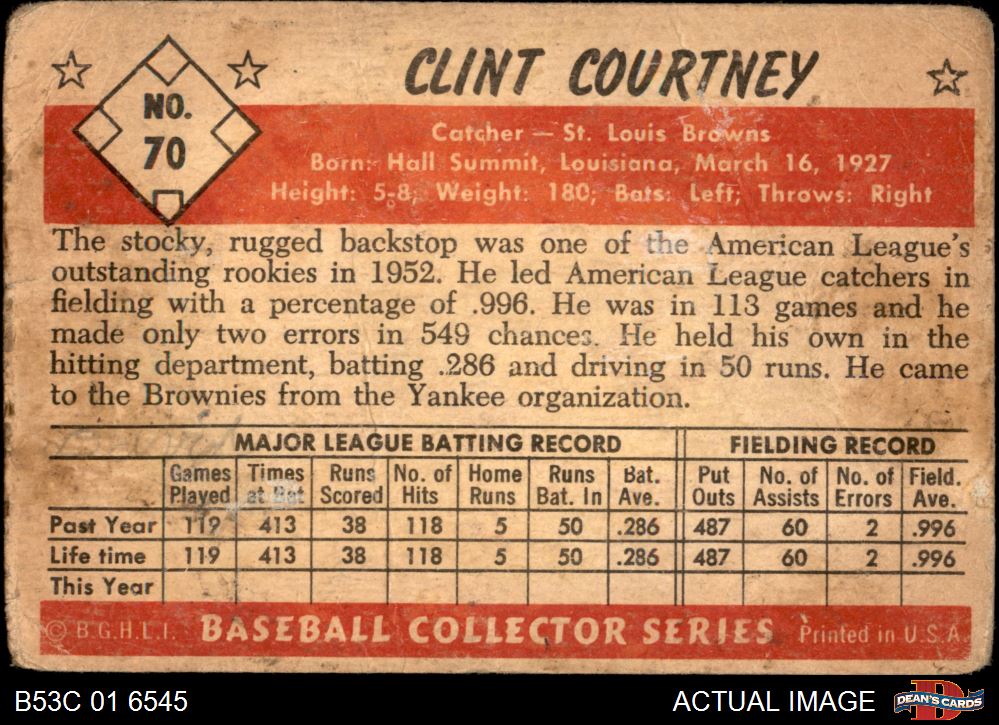 CLINT COURTNEY
NO.
70
Catcher — St. Louis Browns
Born: Hall Summit, Louisiana, March 16, 1927
Height: 5-8; Weight: 180; Bats: Left; Throws: Right
The stocky, rugged backstop was one of the American League's
outstanding rookies in 1952. He led American League catchers in
fielding with a percentage of .996. He was in 113 games and he
made only two errors in 549 chances. He held his own in the
hitting department, batting .286 and driving in 50 runs. He came
to the Brownies from the Yankee organization.
MAJOR LEAGUE BATTING RECORD FIELDING RECORD
Games Times Runs No. of Home Runs Bat. Put No. of No. of Field.
Played at Bat Scored Hits Runs Bat. In Ave. Outs Assists Errors Ave.
Past Year 119 413 38 118 5 50 .286 487 60 2 .996
Life time 119 413 38 118 5 50 .286 487 60 2 .996
This Year
© B.G.H.L.I. BASEBALL COLLECTOR SERIES Printed in U.S.A.
B53C 01 6545 ACTUAL IMAGE DEAN'S CARDS